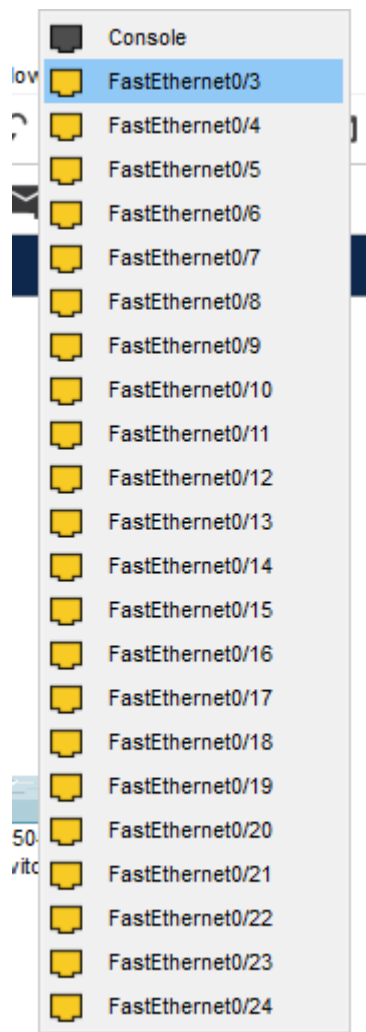 Console
FastEthernet0/3
FastEthernet0/4
FastEthernet0/5
FastEthernet0/6
FastEthernet0/7
FastEthernet0/8
FastEthernet0/9
FastEthernet0/10
FastEthernet0/11
FastEthernet0/12
FastEthernet0/13
FastEthernet0/14
FastEthernet0/15
FastEthernet0/16
FastEthernet0/17
FastEthernet0/18
FastEthernet0/19
FastEthernet0/20
FastEthernet0/21
FastEthernet0/22
FastEthernet0/23
FastEthernet0/24